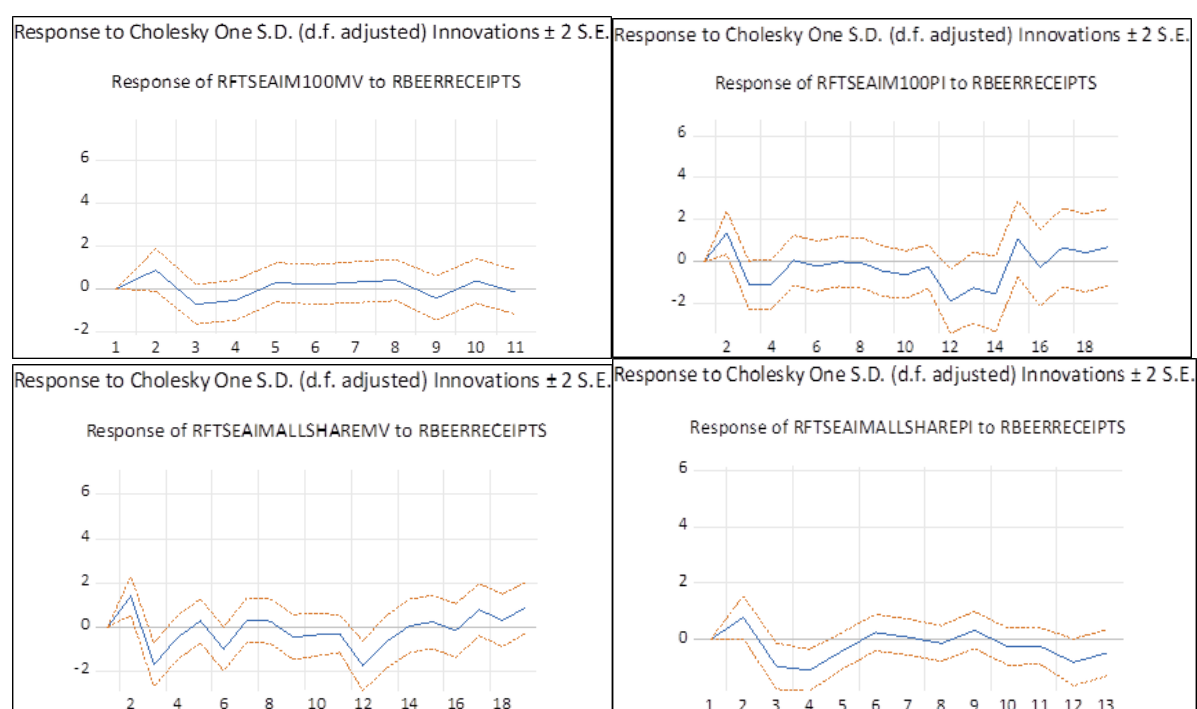 Response to Cholesky One S.D. (d.f. adjusted) Innovations ± 2 S.E.
Response of RFTSEAIM100MV to RBEERRECEIPTS
6
4
2
0
-2
1 2 3 4 5 6 7 8 9 10 11
Response to Cholesky One S.D. (d.f. adjusted) Innovations ± 2 S.E.
Response of RFTSEAIM100PI to RBEERRECEIPTS
6
4
2
0
-2
2 4 6 8 10 12 14 16 18
Response to Cholesky One S.D. (d.f. adjusted) Innovations ± 2 S.E.
Response of RFTSEAIMALLSHAREMV to RBEERRECEIPTS
6
4
2
0
-2
2 4 6 8 10 12 14 16 18
Response to Cholesky One S.D. (d.f. adjusted) Innovations ± 2 S.E.
Response of RFTSEAIMALLSHAREPI to RBEERRECEIPTS
6
4
2
0
1 2 3 4 5 6 7 8 9 10 11 12 13